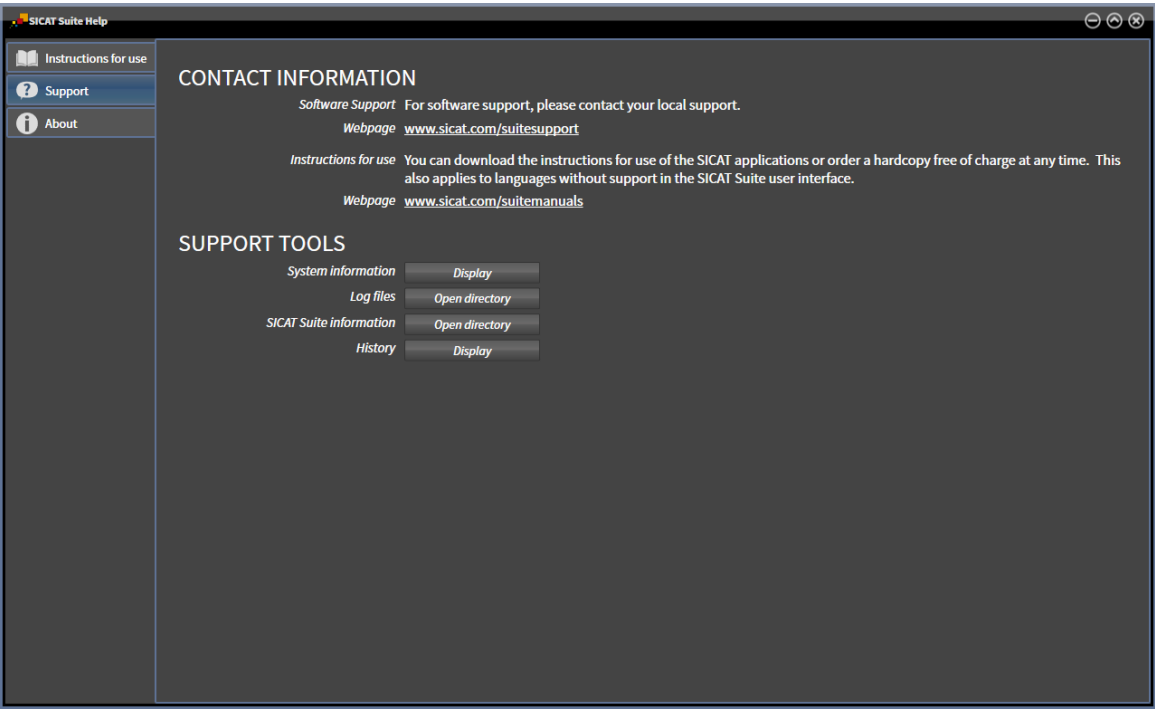 SICAT Suite Help
Instructions for use
Support
About
CONTACT INFORMATION
Software Support For software support, please contact your local support.
Webpage www.sicat.com/suitesupport
Instructions for use You can download the instructions for use of the SICAT applications or order a hardcopy free of charge at any time. This
also applies to languages without support in the SICAT Suite user interface.
Webpage www.sicat.com/suitemanuals
SUPPORT TOOLS
System information Display
Log files Open directory
SICAT Suite information Open directory
History Display